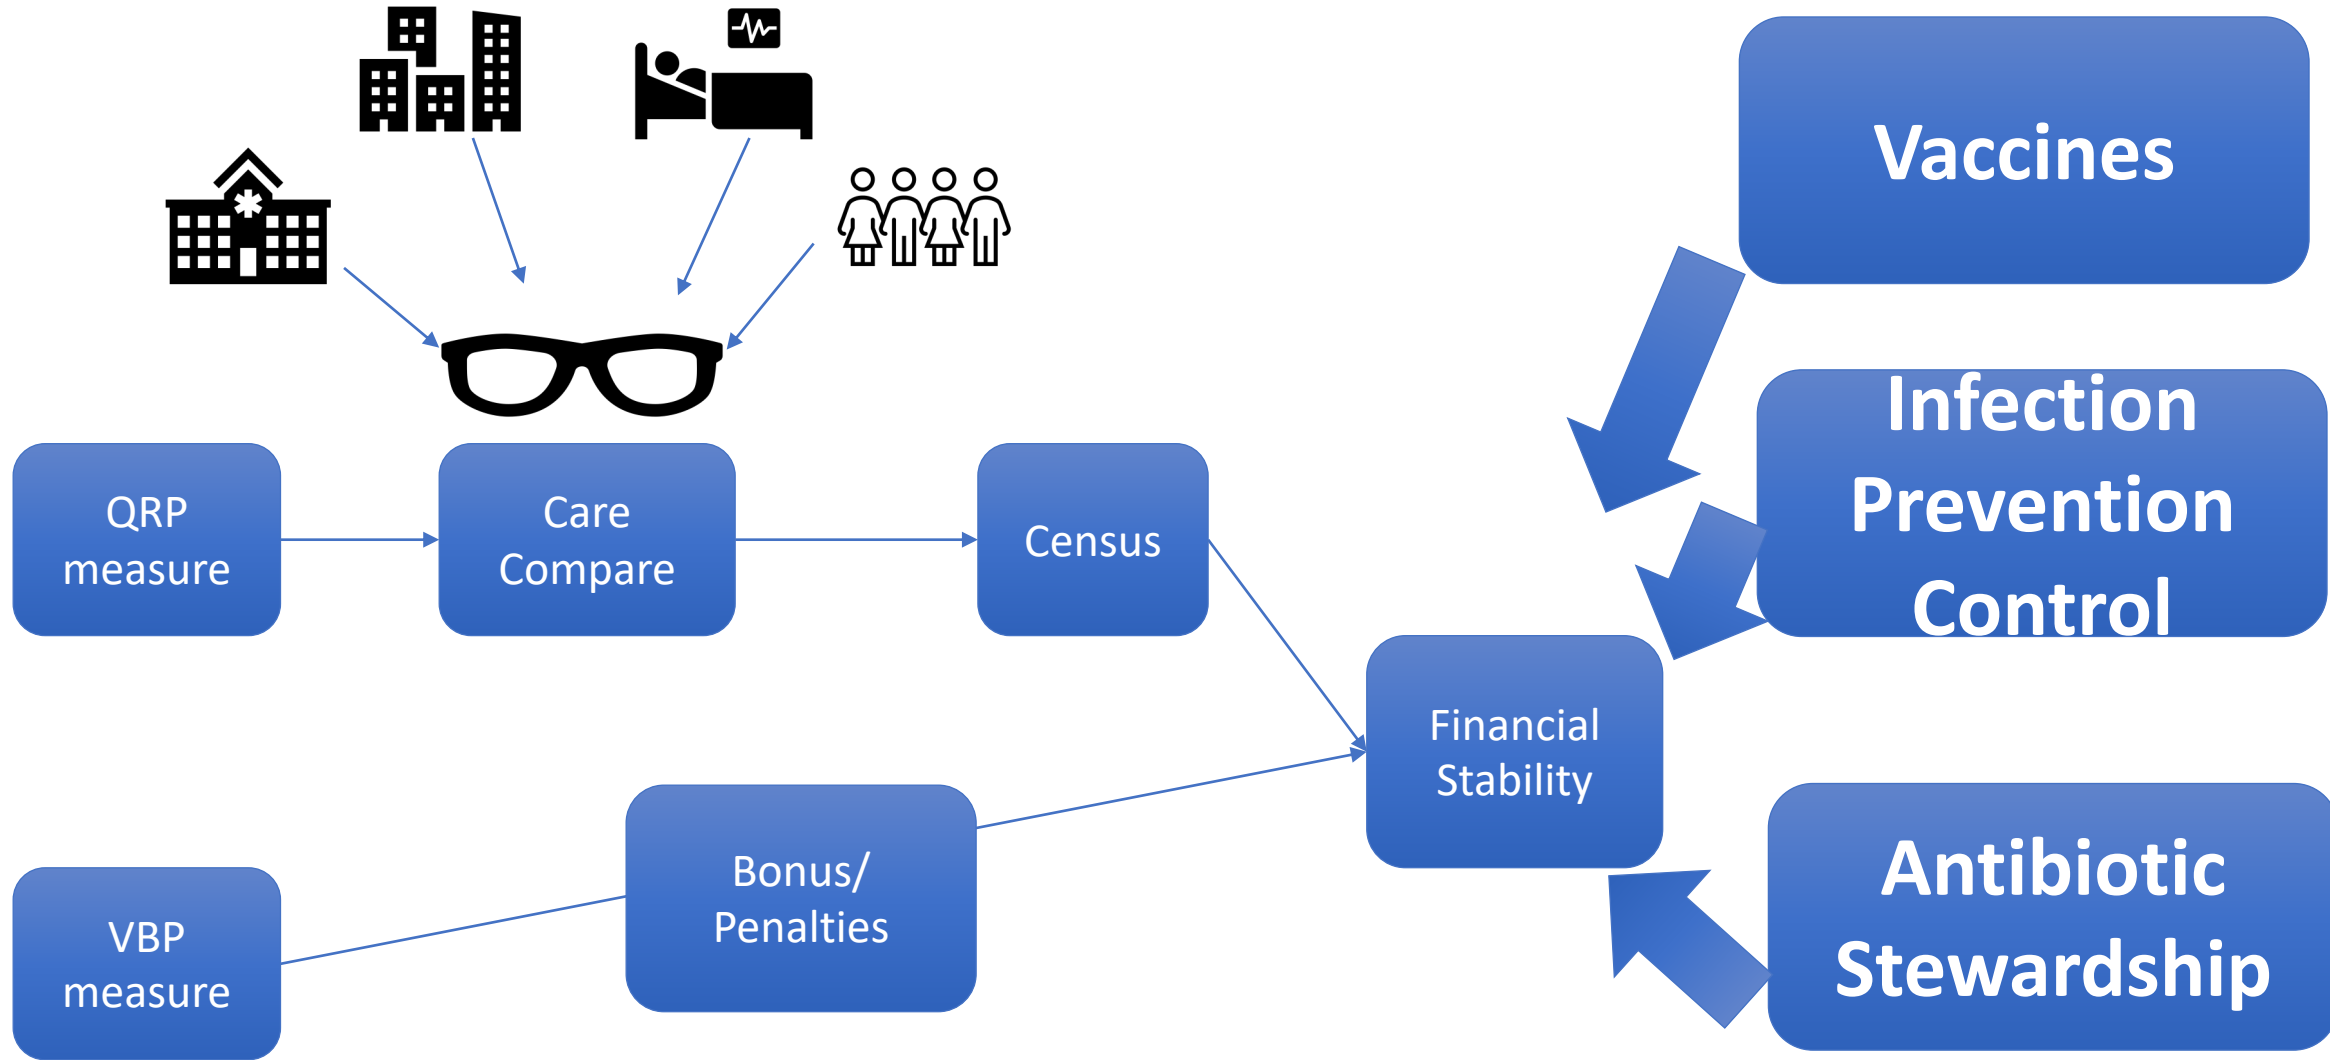 Vaccines
Infection
Prevention
Control
QRP
measure
Care
Compare
Census
Financial
Stability
Bonus/
Penalties
VBP
measure
Antibiotic
Stewardship